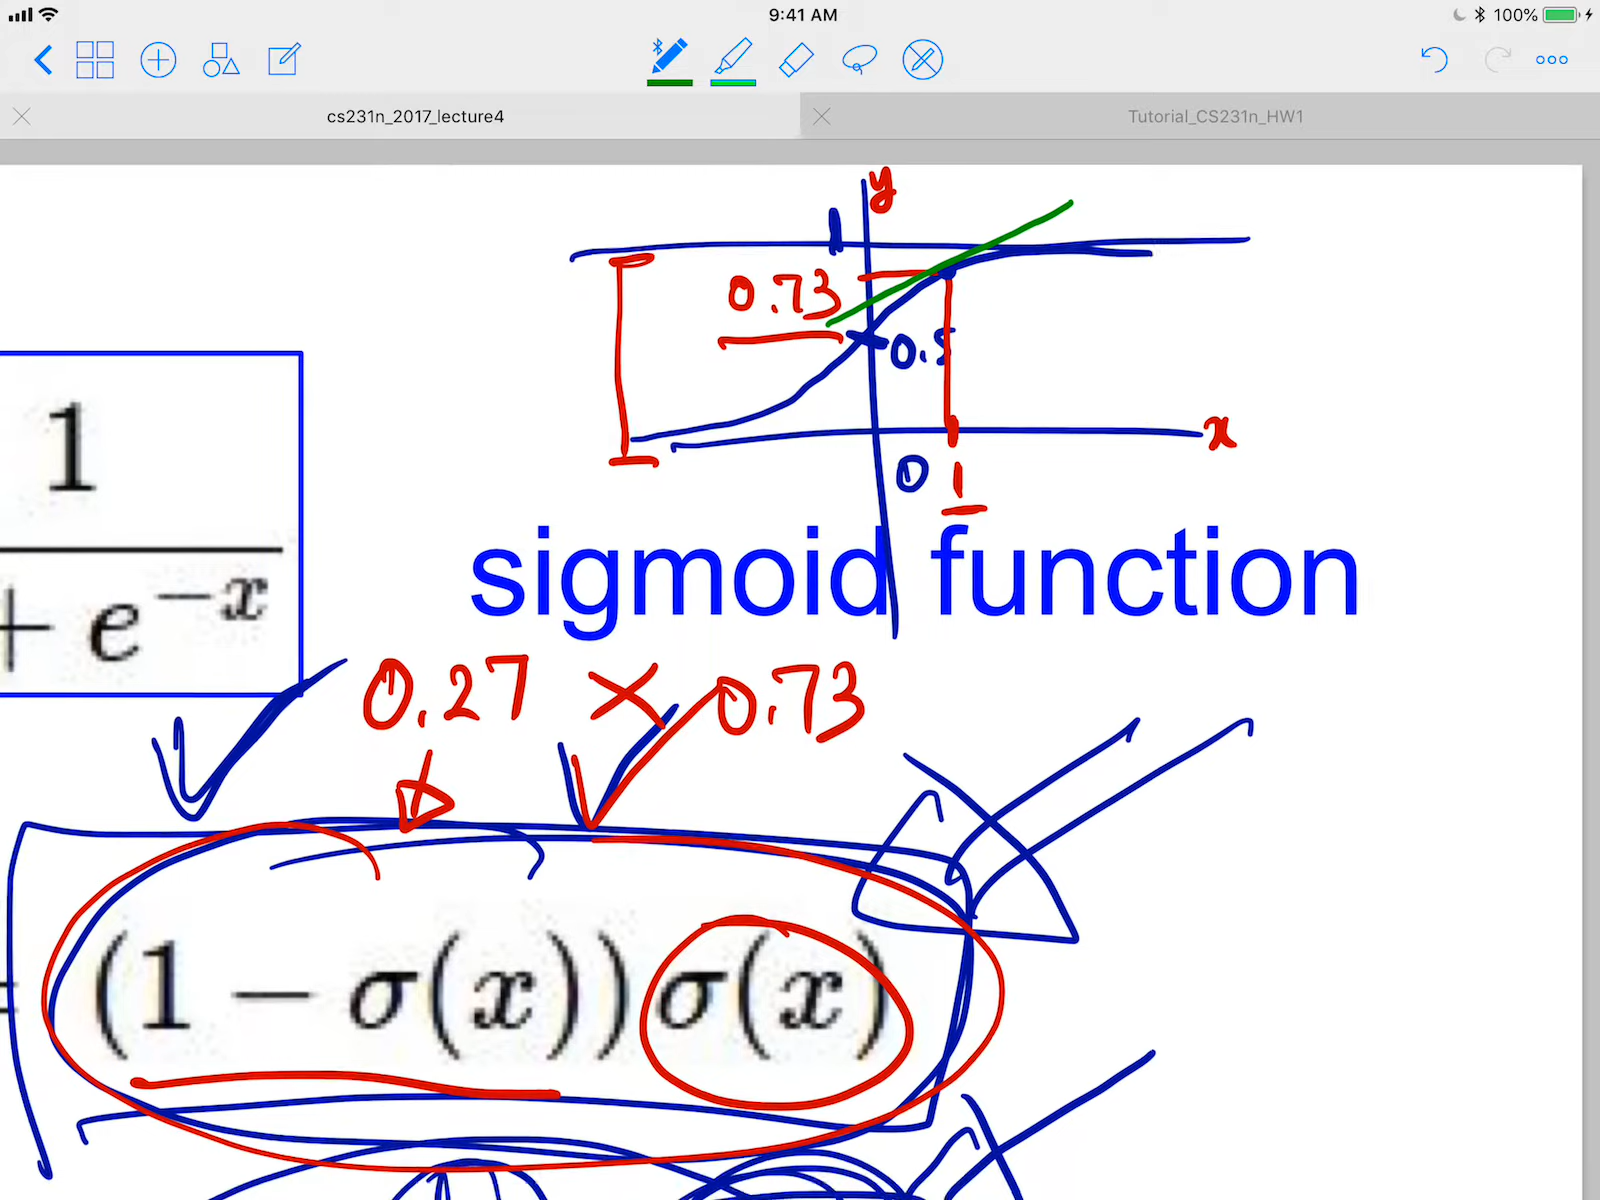 9:41 AM
100%
cs231n_2017_lecture4
Tutorial_CS231n_HW1
y
1
0.73
0.5
x
0
1
1
+ e^{-x}
sigmoid function
0.27 × 0.73
= (1 − σ(x)) σ(x)